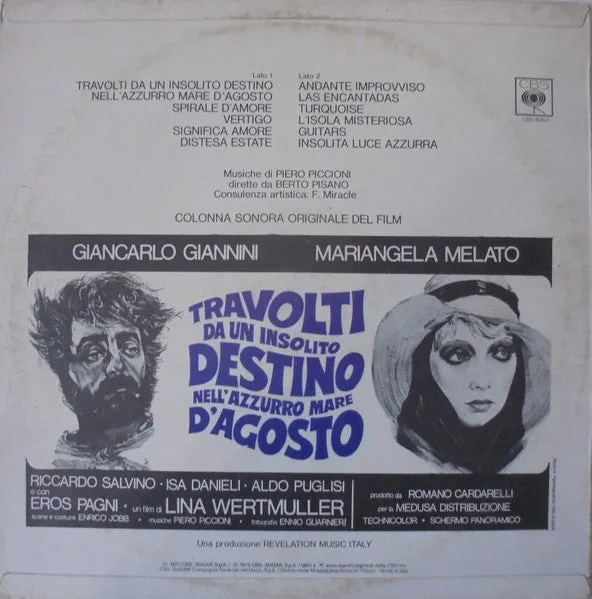 Lato 1
TRAVOLTI DA UN INSOLITO DESTINO
NELL'AZZURRO MARE D'AGOSTO
SPIRALE D'AMORE
VERTIGO
SIGNIFICA AMORE
DISTESA ESTATE
Lato 2
ANDANTE IMPROVVISO
LAS ENCANTADAS
TURQUOISE
L'ISOLA MISTERIOSA
GUITARS
INSOLITA LUCE AZZURRA
CBS
Musiche di PIERO PICCIONI
dirette da BERTO PISANO
Consulenza artistica: F. Miracle
COLONNA SONORA ORIGINALE DEL FILM
GIANCARLO GIANNINI
MARIANGELA MELATO
TRAVOLTI
DA UN INSOLITO
DESTINO
NELL'AZZURRO MARE
D'AGOSTO
RICCARDO SALVINO · ISA DANIELI · ALDO PUGLISI
e con
EROS PAGNI · un film di LINA WERTMULLER
scene e costumi ENRICO JOBB · musiche PIERO PICCIONI · fotografia ENNIO GUARNIERI
prodotto da ROMANO CARDARELLI
per la MEDUSA DISTRIBUZIONE
TECHNICOLOR · SCHERMO PANORAMICO
Una produzione REVELATION MUSIC ITALY